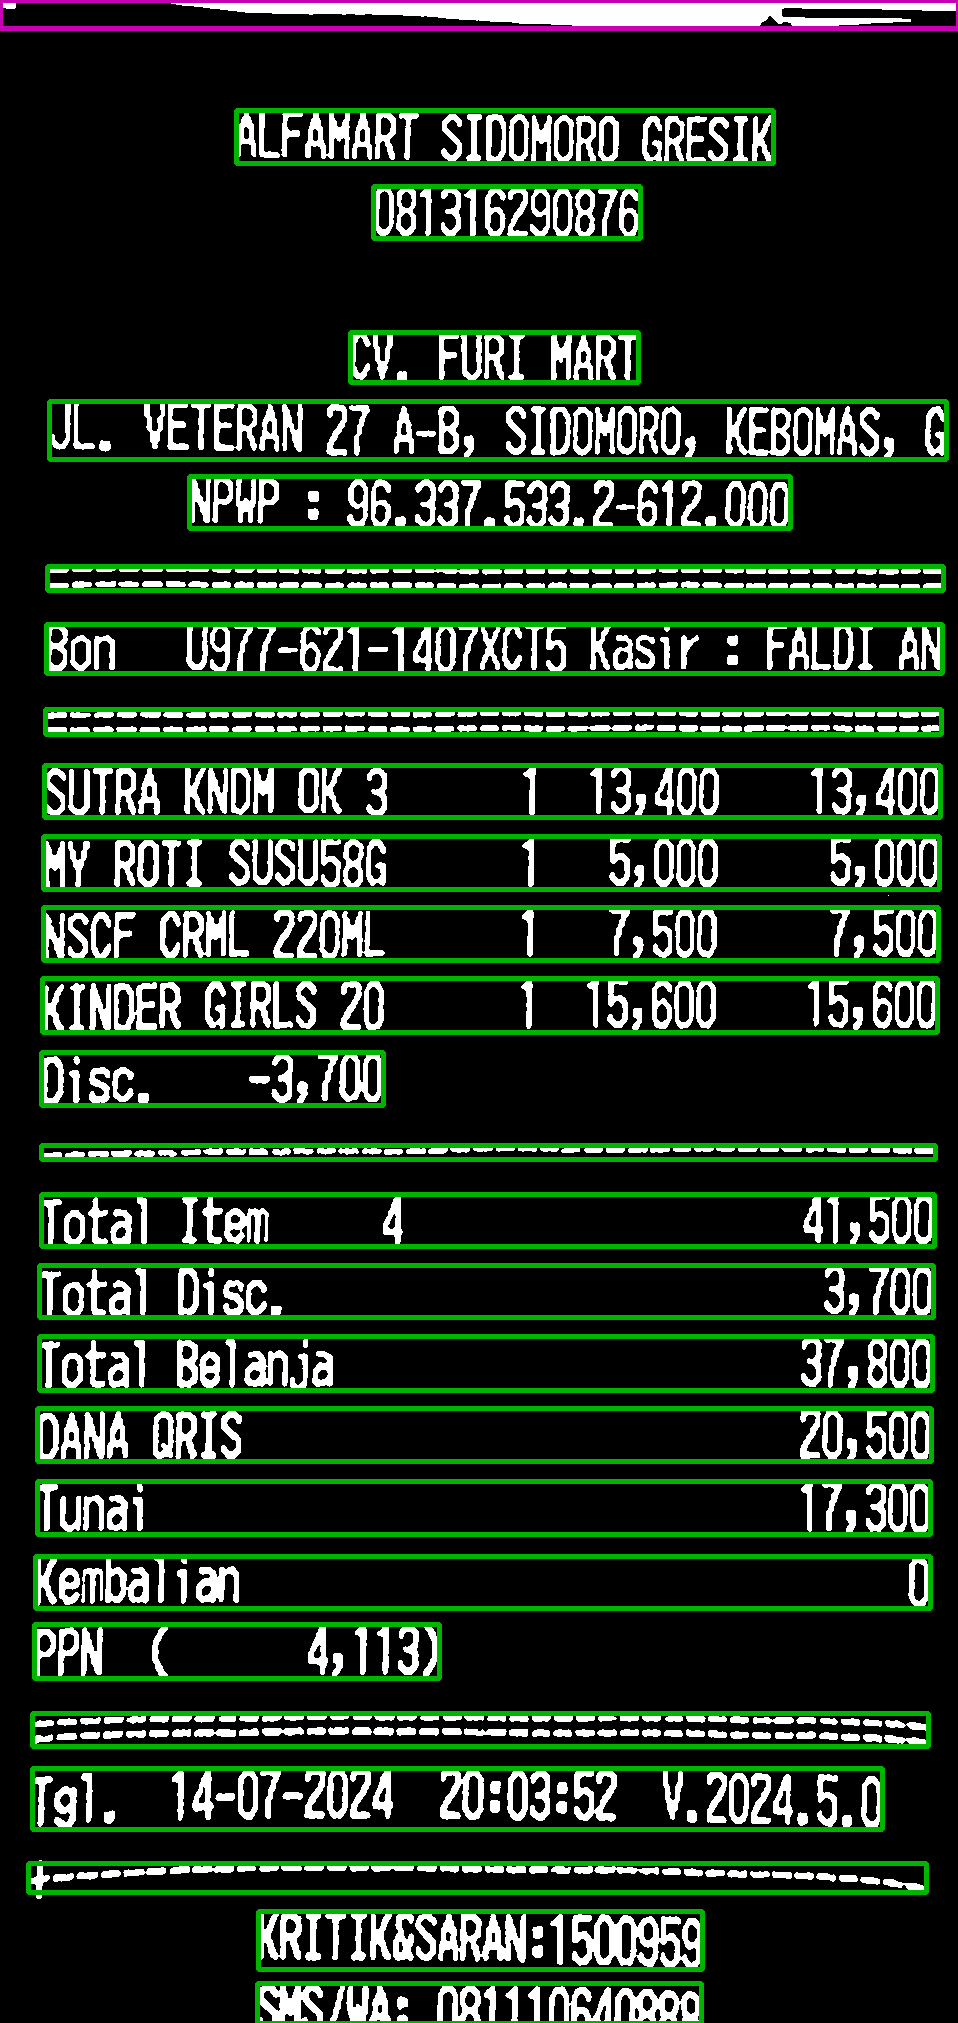 ALFAMART SIDOMORO GRESIK
081316290876
CV. FURI MART
JL. VETERAN 27 A-B, SIDOMORO, KEBOMAS, G
NPWP : 96.337.533.2-612.000
=======================================
Bon U977-621-1407XCT5 Kasir : FALDI AN
=======================================
SUTRA KNDM OK 3 1 13,400 13,400
MY ROTI SUSU58G 1 5,000 5,000
NSCF CRML 220ML 1 7,500 7,500
KINDER GIRLS 20 1 15,600 15,600
Disc. -3,700
---------------------------------------
Total Item 4 41,500
Total Disc. 3,700
Total Belanja 37,800
DANA QRIS 20,500
Tunai 17,300
Kembalian 0
PPN ( 4,113)
=======================================
Tgl. 14-07-2024 20:03:52 V.2024.5.0
---------------------------------------
KRITIK&SARAN:1500959
SMS/WA: 081110640889